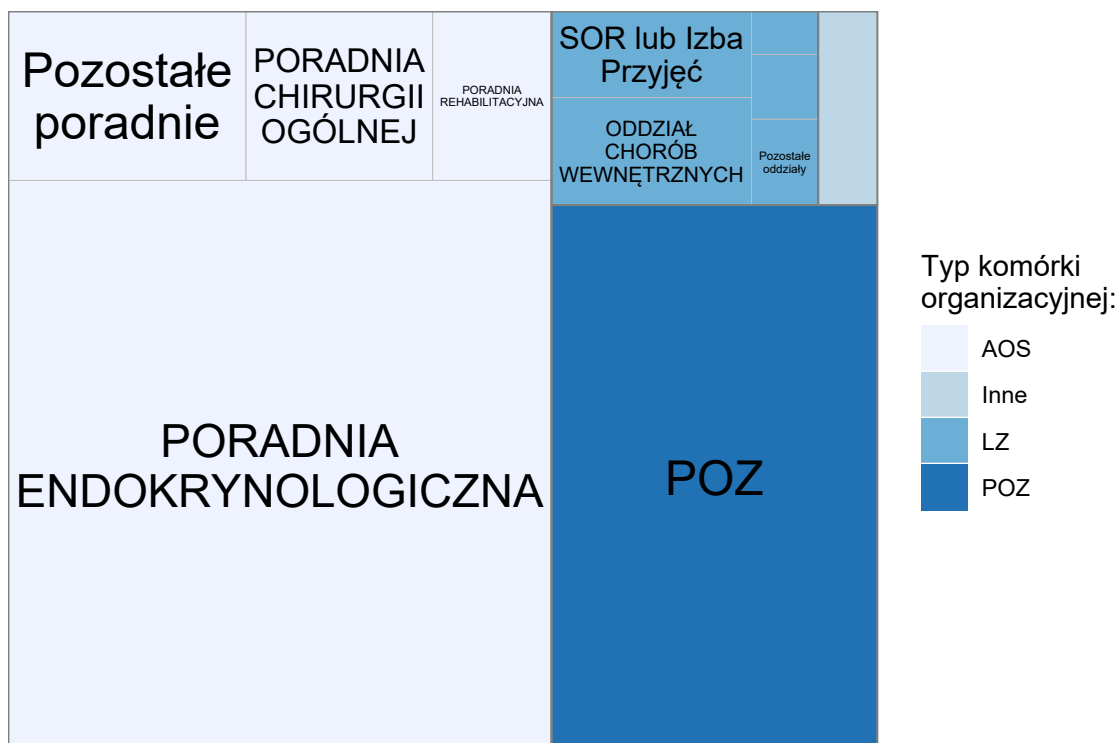 Pozostałe
poradnie
PORADNIA
CHIRURGII
OGÓLNEJ
PORADNIA
REHABILITACYJNA
SOR lub Izba
Przyjęć
ODDZIAŁ
CHORÓB
WEWNĘTRZNYCH
Pozostałe
oddziały
PORADNIA
ENDOKRYNOLOGICZNA
POZ
Typ komórki
organizacyjnej:
AOS
Inne
LZ
POZ